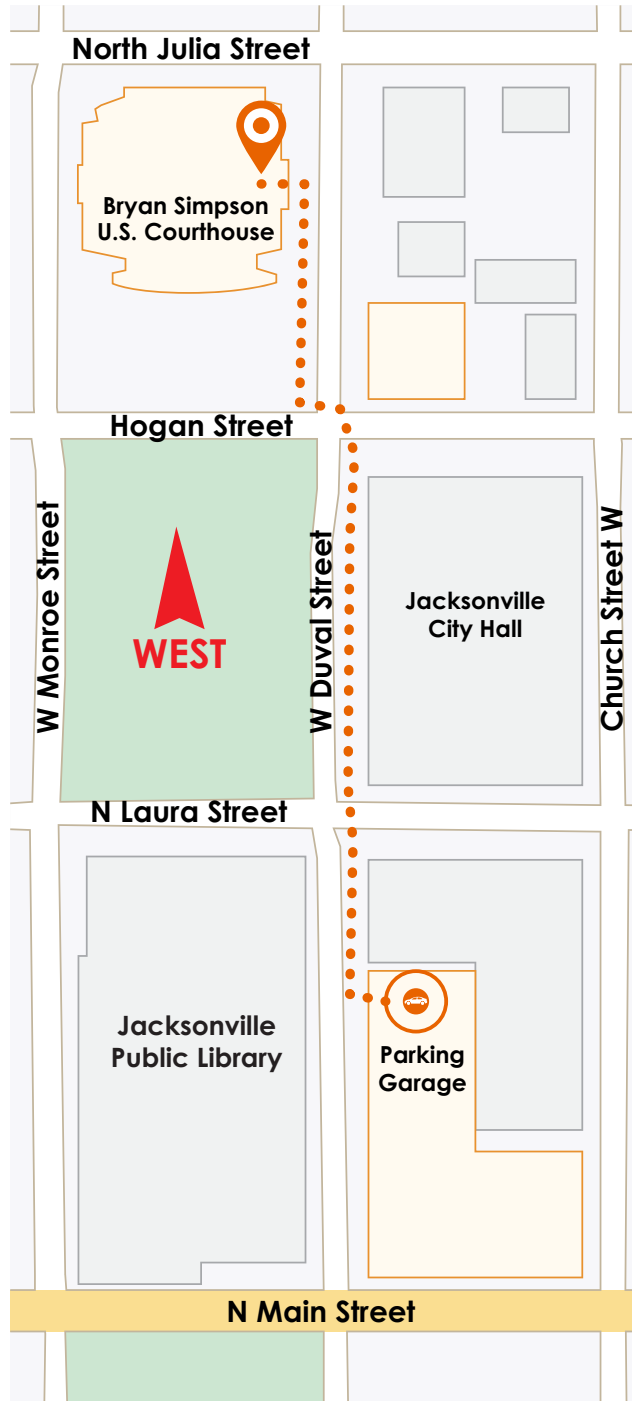 North Julia Street
Bryan Simpson
U.S. Courthouse
Hogan Street
W Monroe Street
WEST
W Duval Street
Jacksonville
City Hall
Church Street W
N Laura Street
Jacksonville
Public Library
Parking
Garage
N Main Street